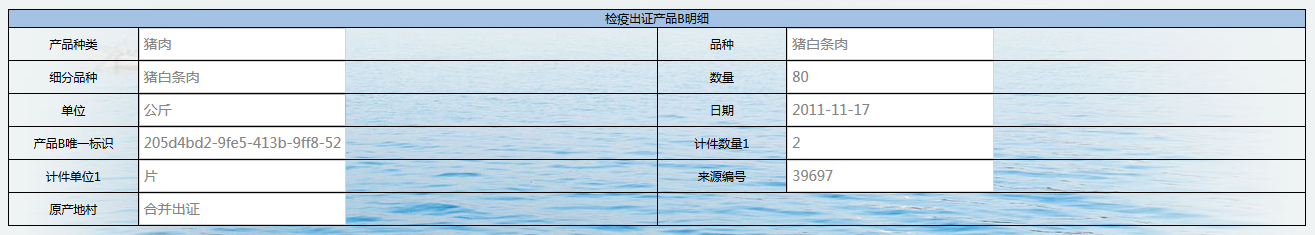 检疫出证产品B明细
产品种类 猪肉 品种 猪白条肉
细分品种 猪白条肉 数量 80
单位 公斤 日期 2011-11-17
产品B唯一标识 205d4bd2-9fe5-413b-9ff8-52 计件数量1 2
计件单位1 片 来源编号 39697
原产地村 合并出证